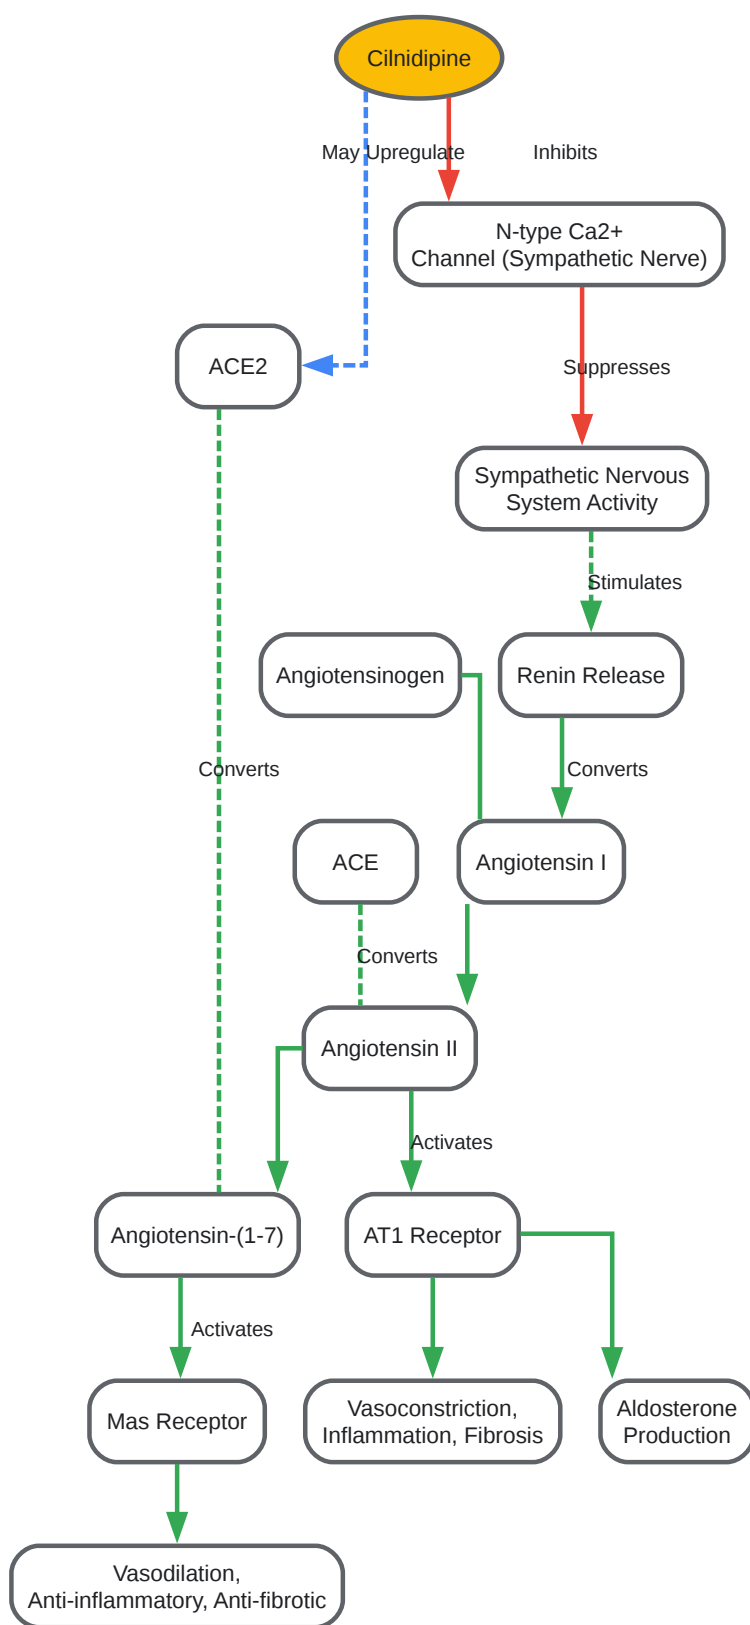 Cilnidipine
May Upregulate
Inhibits
N-type Ca2+
Channel (Sympathetic Nerve)
ACE2
Suppresses
Sympathetic Nervous
System Activity
Stimulates
Angiotensinogen
Renin Release
Converts
Converts
ACE
Angiotensin I
Converts
Angiotensin II
Activates
Angiotensin-(1-7)
AT1 Receptor
Activates
Mas Receptor
Vasoconstriction,
Inflammation, Fibrosis
Aldosterone
Production
Vasodilation,
Anti-inflammatory, Anti-fibrotic